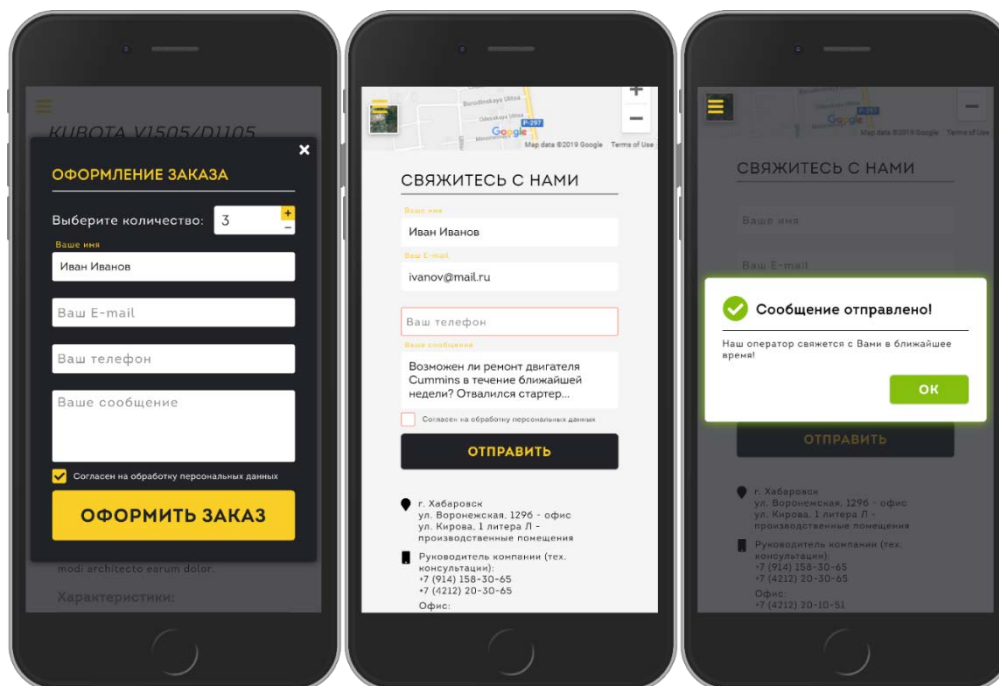 KUBOTA V1505/D1105
ОФОРМЛЕНИЕ ЗАКАЗА
Выберите количество:
3
+
−
Ваше имя
Иван Иванов
Ваш E-mail
Ваш телефон
Ваше сообщение
Согласен на обработку персональных данных
ОФОРМИТЬ ЗАКАЗ
modi architecto earum dolor.
Характеристики:
Borodinskaya Ulitsa
Odesskaya Ulitsa
P-297
Google
+
−
Map data ©2019 Google Terms of Use
СВЯЖИТЕСЬ С НАМИ
Ваше имя
Иван Иванов
Ваш E-mail
ivanov@mail.ru
Ваш телефон
Ваше сообщение
Возможен ли ремонт двигателя
Cummins в течение ближайшей
недели? Отвалился стартер...
Согласен на обработку персональных данных
ОТПРАВИТЬ
г. Хабаровск
ул. Воронежская, 129б - офис
ул. Кирова, 1 литера Л -
производственные помещения
Руководитель компании (тех.
консультации):
+7 (914) 158-30-65
+7 (4212) 20-30-65
Офис:
Google
−
Map data ©2019 Google Terms of Use
СВЯЖИТЕСЬ С НАМИ
Ваше имя
Ваш E-mail
Сообщение отправлено!
Наш оператор свяжется с Вами в ближайшее
время!
ОК
ОТПРАВИТЬ
г. Хабаровск
ул. Воронежская, 129б - офис
ул. Кирова, 1 литера Л -
производственные помещения
Руководитель компании (тех.
консультации):
+7 (914) 158-30-65
+7 (4212) 20-30-65
Офис:
+7 (4212) 20-10-51